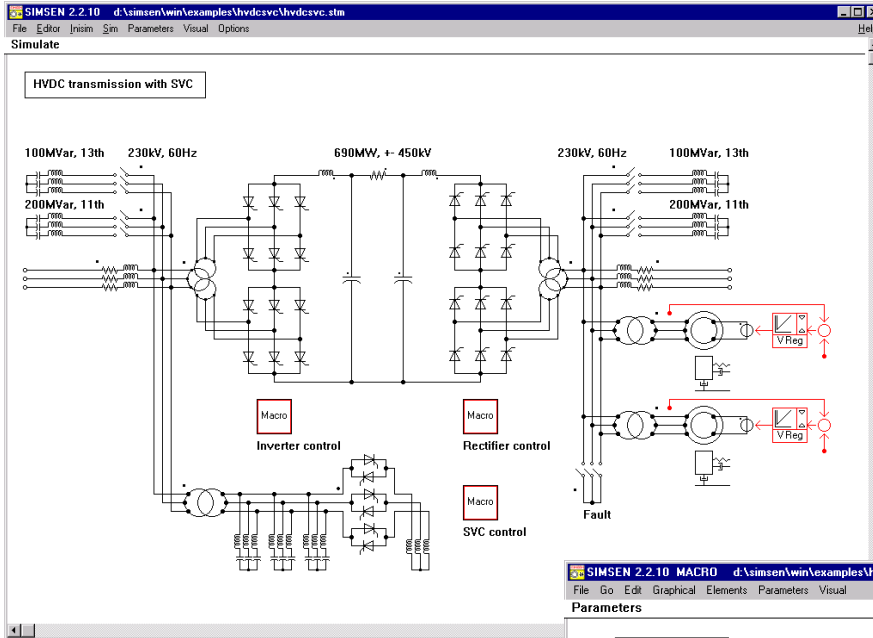 SIMSEN 2.2.10 d:\simsen\win\examples\hvdcsvc\hvdcsvc.stm
File Editor Inisim Sim Parameters Visual Options
Simulate
HVDC transmission with SVC
100MVar, 13th 230kV, 60Hz 690MW, +- 450kV 230kV, 60Hz 100MVar, 13th
200MVar, 11th 200MVar, 11th
V Reg
Macro Macro
V Reg
Inverter control Rectifier control
Macro
Fault
SVC control
SIMSEN 2.2.10 MACRO d:\simsen\win\examples\h
File Go Edit Graphical Elements Parameters Visual
Parameters